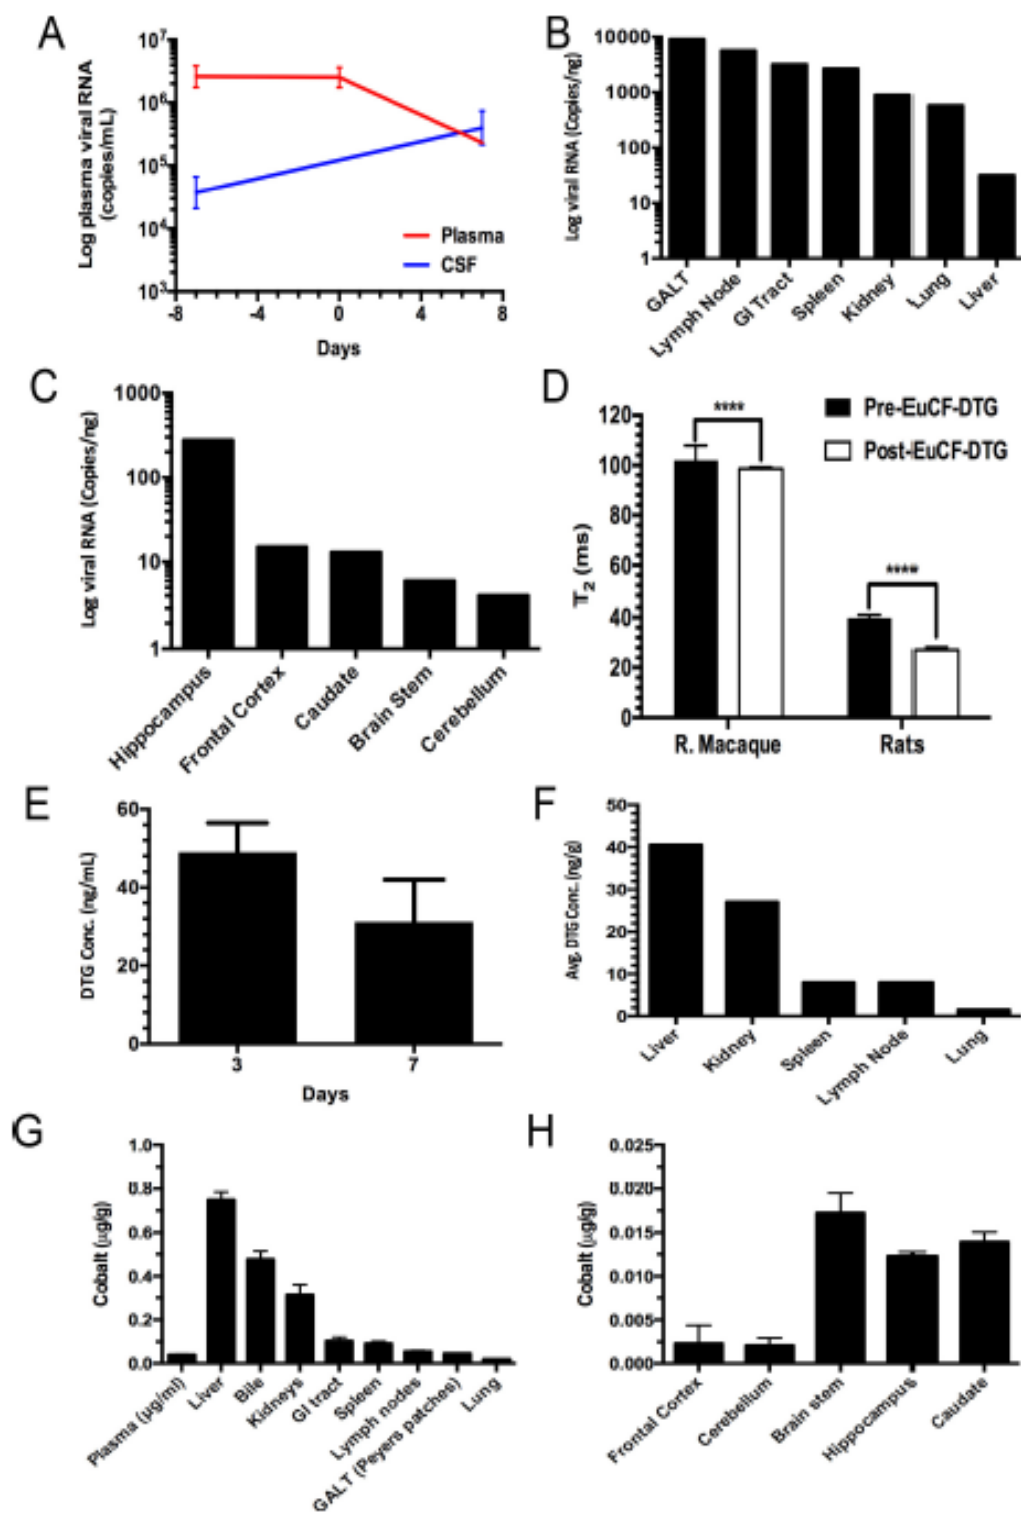 A
Log plasma viral RNA
(copies/mL)
10⁷
10⁶
10⁵
10⁴
10³
-8
-4
0
4
8
Days
Plasma
CSF
B
Log viral RNA (Copies/ng)
10000
1000
100
10
1
GALT
Lymph Node
GI Tract
Spleen
Kidney
Lung
Liver
C
Log viral RNA (Copies/ng)
1000
100
10
1
Hippocampus
Frontal Cortex
Caudate
Brain Stem
Cerebellum
D
T₂ (ms)
120
100
80
60
40
20
0
****
****
Pre-EuCF-DTG
Post-EuCF-DTG
R. Macaque
Rats
E
DTG Conc. (ng/mL)
60
40
20
0
3
7
Days
F
Avg. DTG Conc. (ng/g)
50
40
30
20
10
0
Liver
Kidney
Spleen
Lymph Node
Lung
G
Cobalt (µg/g)
1.0
0.8
0.6
0.4
0.2
0.0
Plasma (µg/ml)
Liver
Bile
Kidneys
GI tract
Spleen
Lymph nodes
GALT (Peyers patches)
Lung
H
Cobalt (µg/g)
0.025
0.020
0.015
0.010
0.005
0.000
Frontal Cortex
Cerebellum
Brain stem
Hippocampus
Caudate